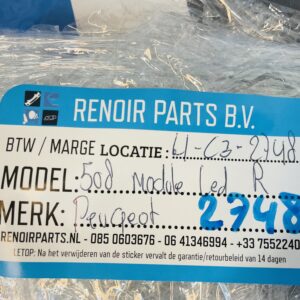 RENOIR PARTS B.V.
BTW / MARGE LOCATIE: 4-C3-2748
MODEL: 508 module Led R
MERK: Peugeot 2748
RENOIRPARTS.NL - 085 0603676 - 06 41346994 - +33 7552240
LETOP: Na het verwijderen van de sticker vervalt de garantie/retourbeleid van 14 dagen